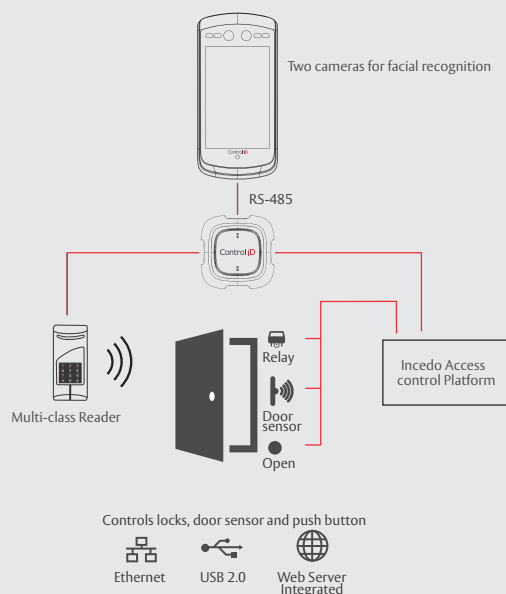 Two cameras for facial recognition
Control iD
RS-485
Control iD
Relay
Incedo Access
control Platform
Multi-class Reader
Door
sensor
Open
Controls locks, door sensor and push button
Ethernet
USB 2.0
Web Server
Integrated